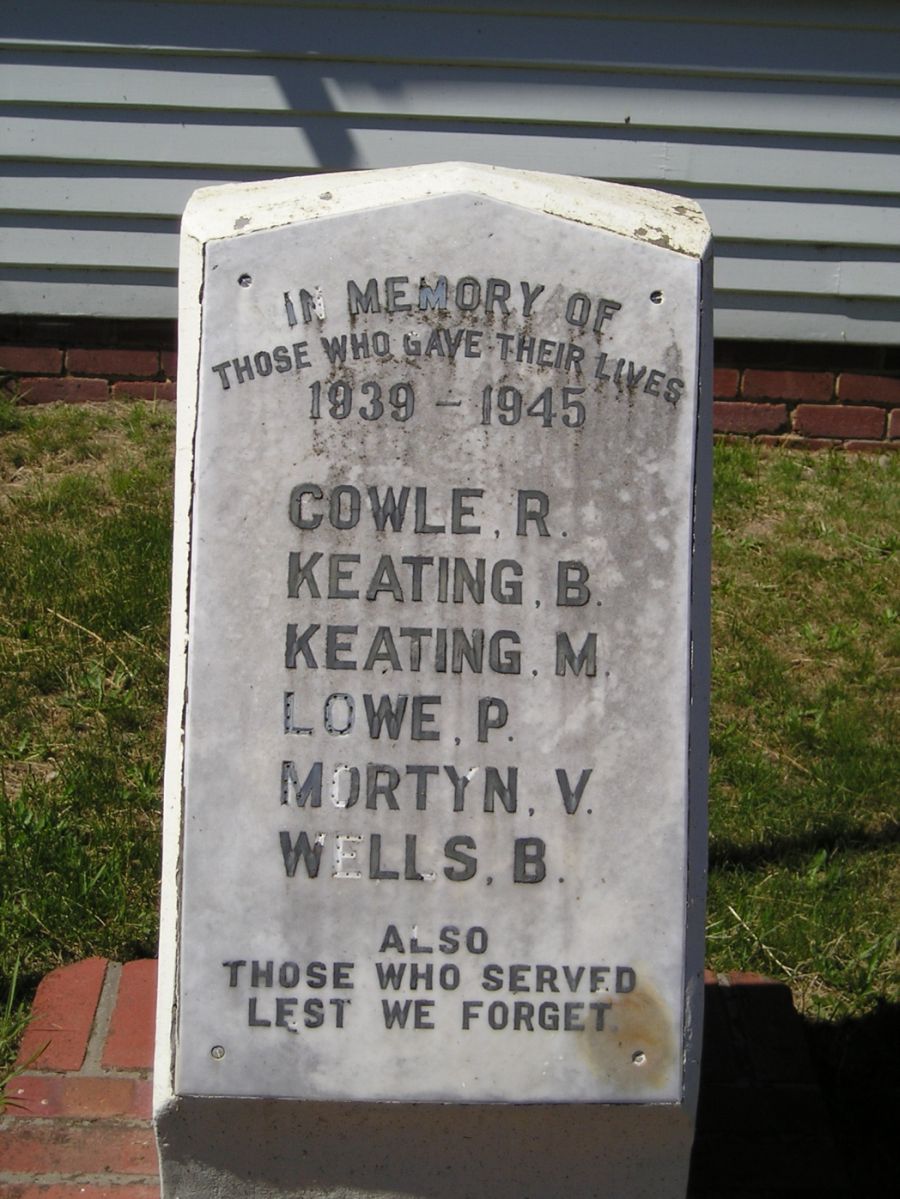 IN MEMORY OF
THOSE WHO GAVE THEIR LIVES
1939 - 1945
COWLE, R.
KEATING, B.
KEATING, M.
LOWE, P.
MORTYN, V.
WELLS, B.
ALSO
THOSE WHO SERVED
LEST WE FORGET.